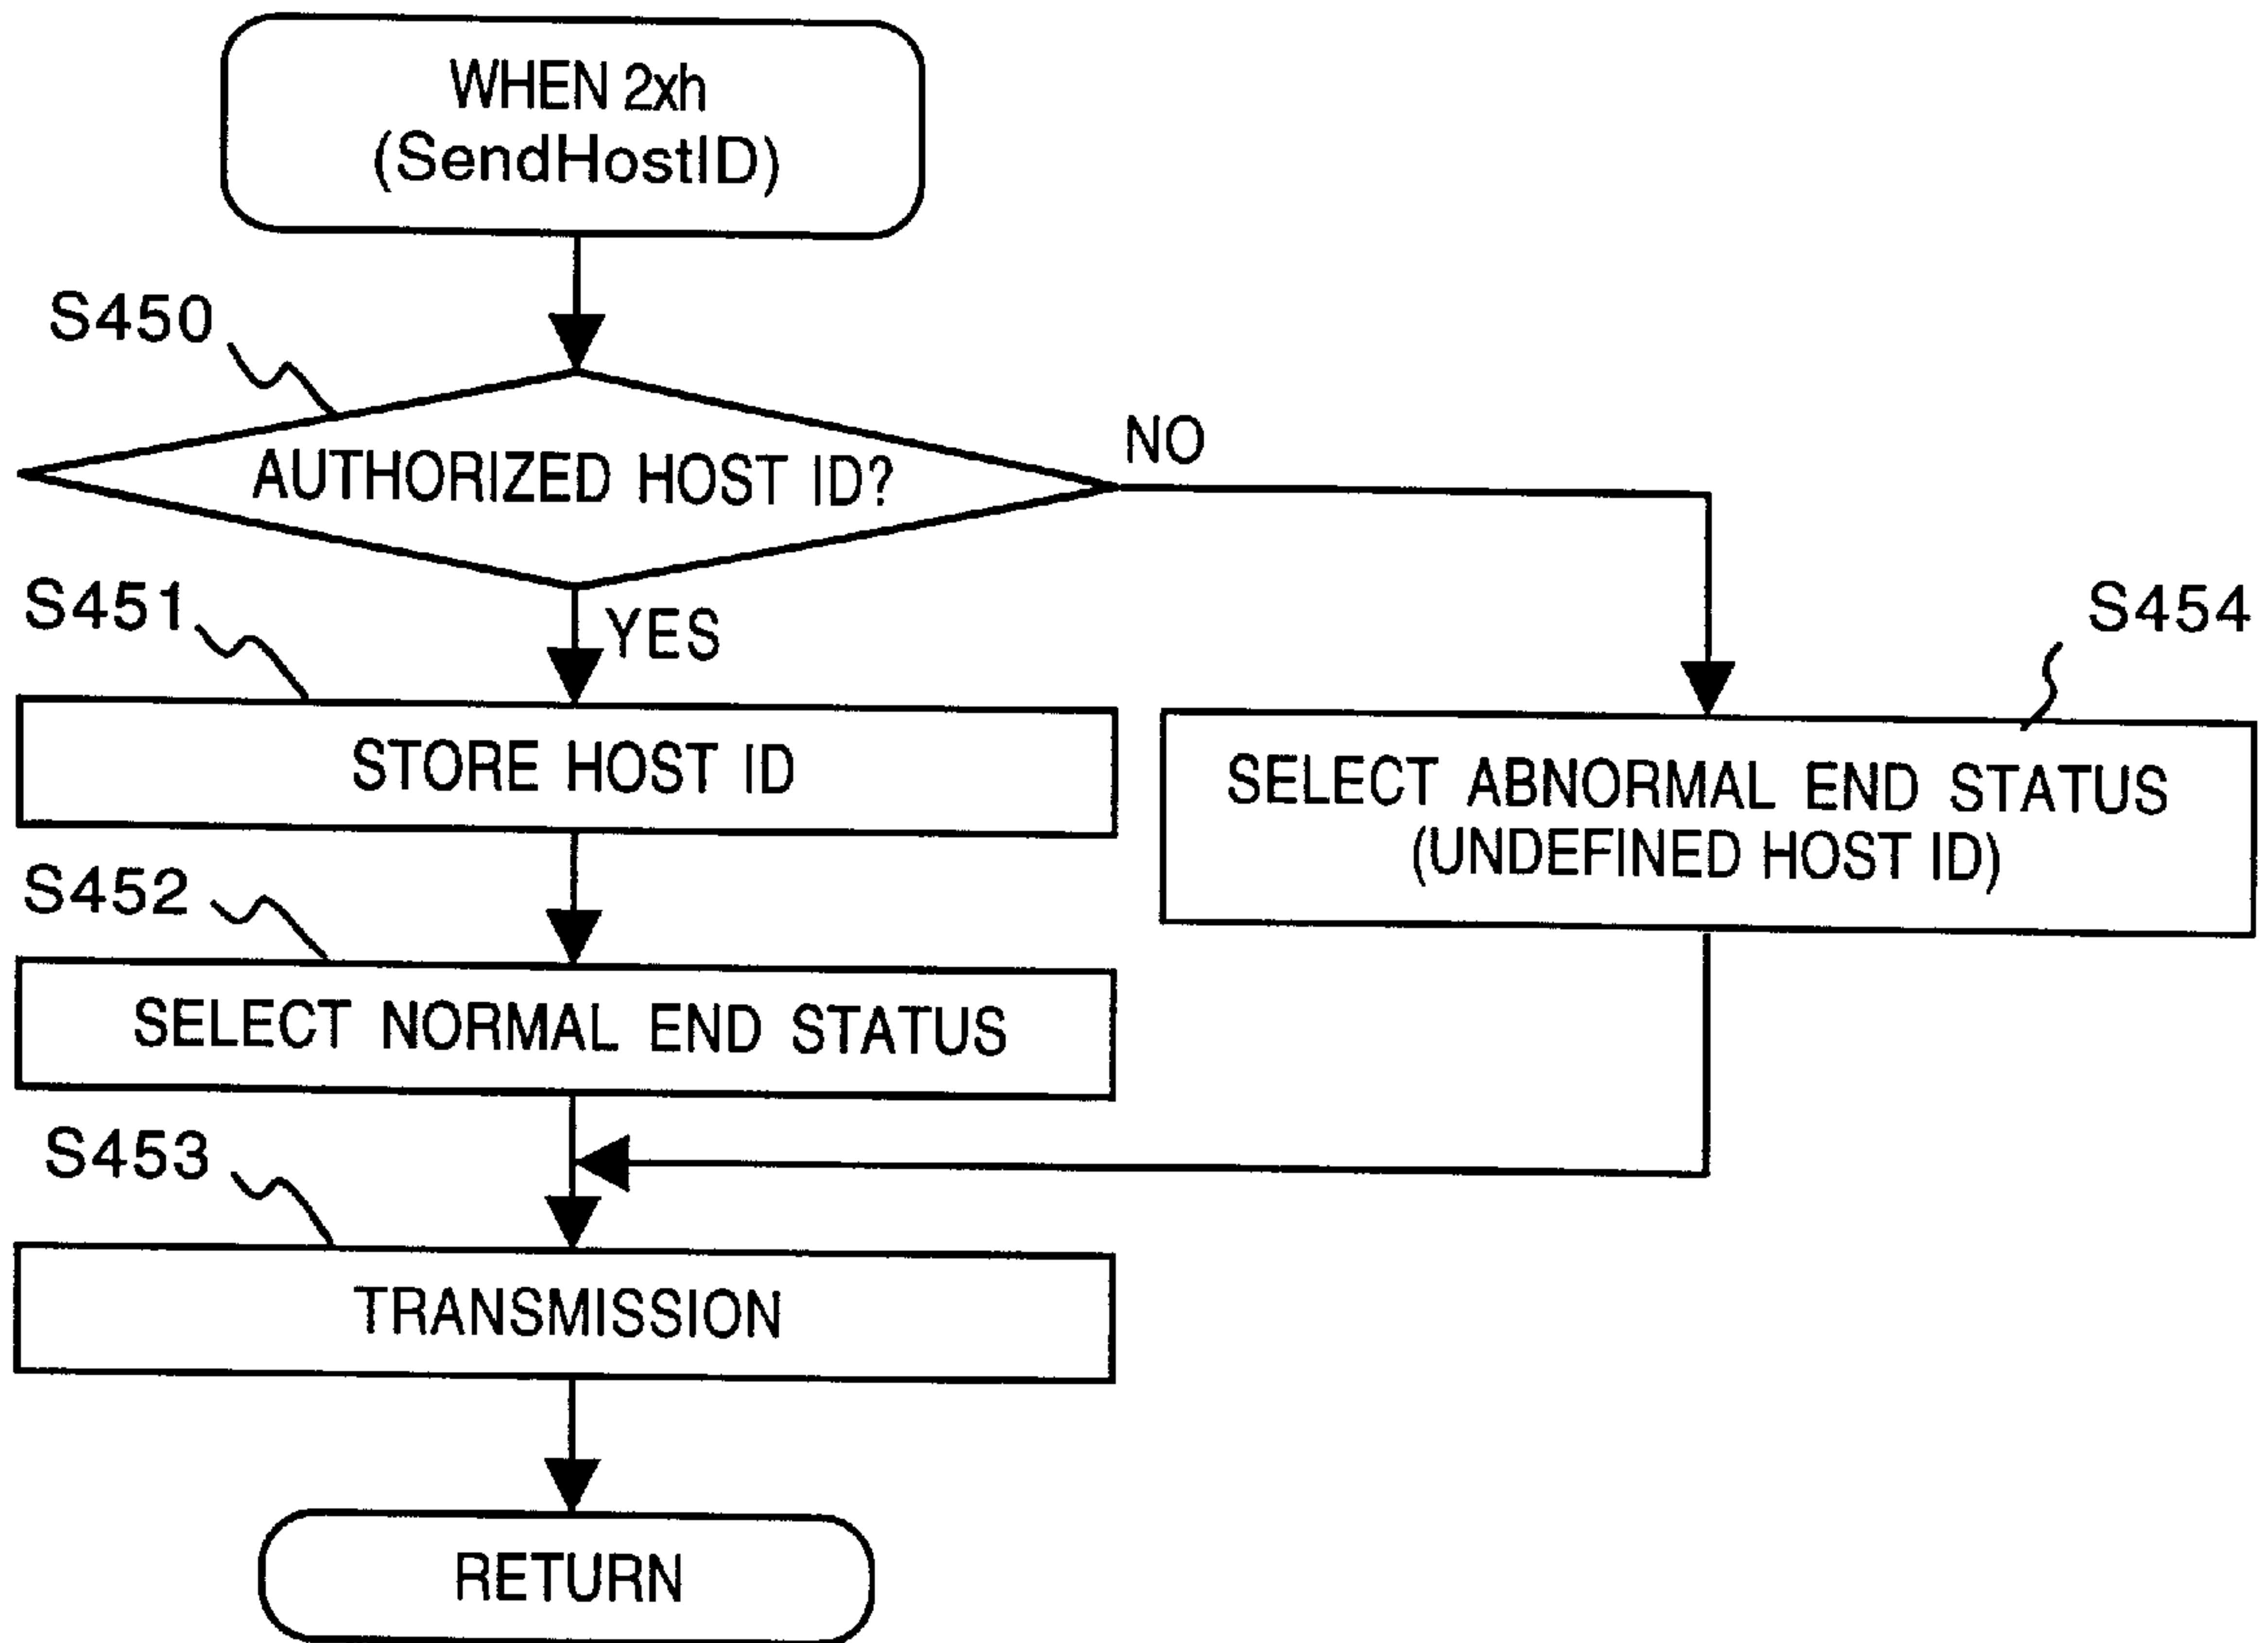 WHEN 2xh
(SendHostID)
S450
AUTHORIZED HOST ID?
NO
YES
S451
STORE HOST ID
S454
SELECT ABNORMAL END STATUS
(UNDEFINED HOST ID)
S452
SELECT NORMAL END STATUS
S453
TRANSMISSION
RETURN